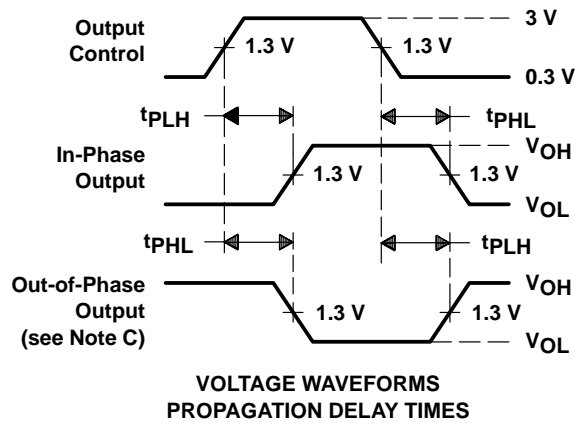 3 V
Output
Control
1.3 V
1.3 V
0.3 V
tPLH
tPHL
In-Phase
Output
1.3 V
1.3 V
VOH
VOL
tPHL
tPLH
Out-of-Phase
Output
(see Note C)
1.3 V
1.3 V
VOH
VOL
VOLTAGE WAVEFORMS
PROPAGATION DELAY TIMES